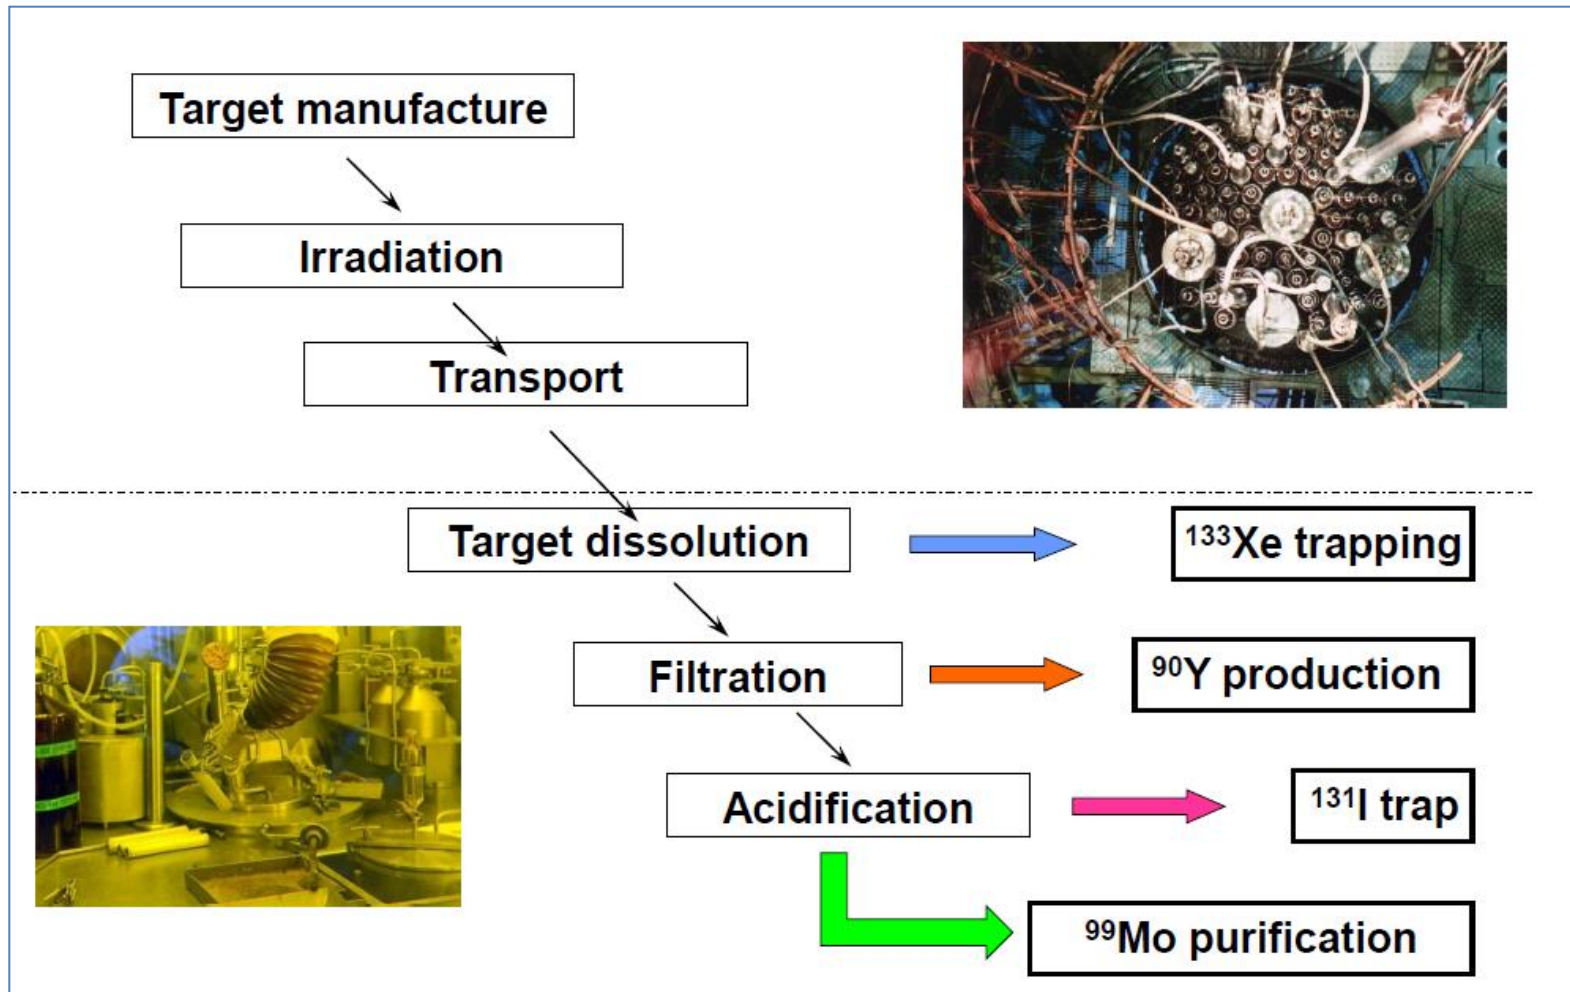 Target manufacture
Irradiation
Transport
Target dissolution
¹³³Xe trapping
Filtration
⁹⁰Y production
Acidification
¹³¹I trap
⁹⁹Mo purification